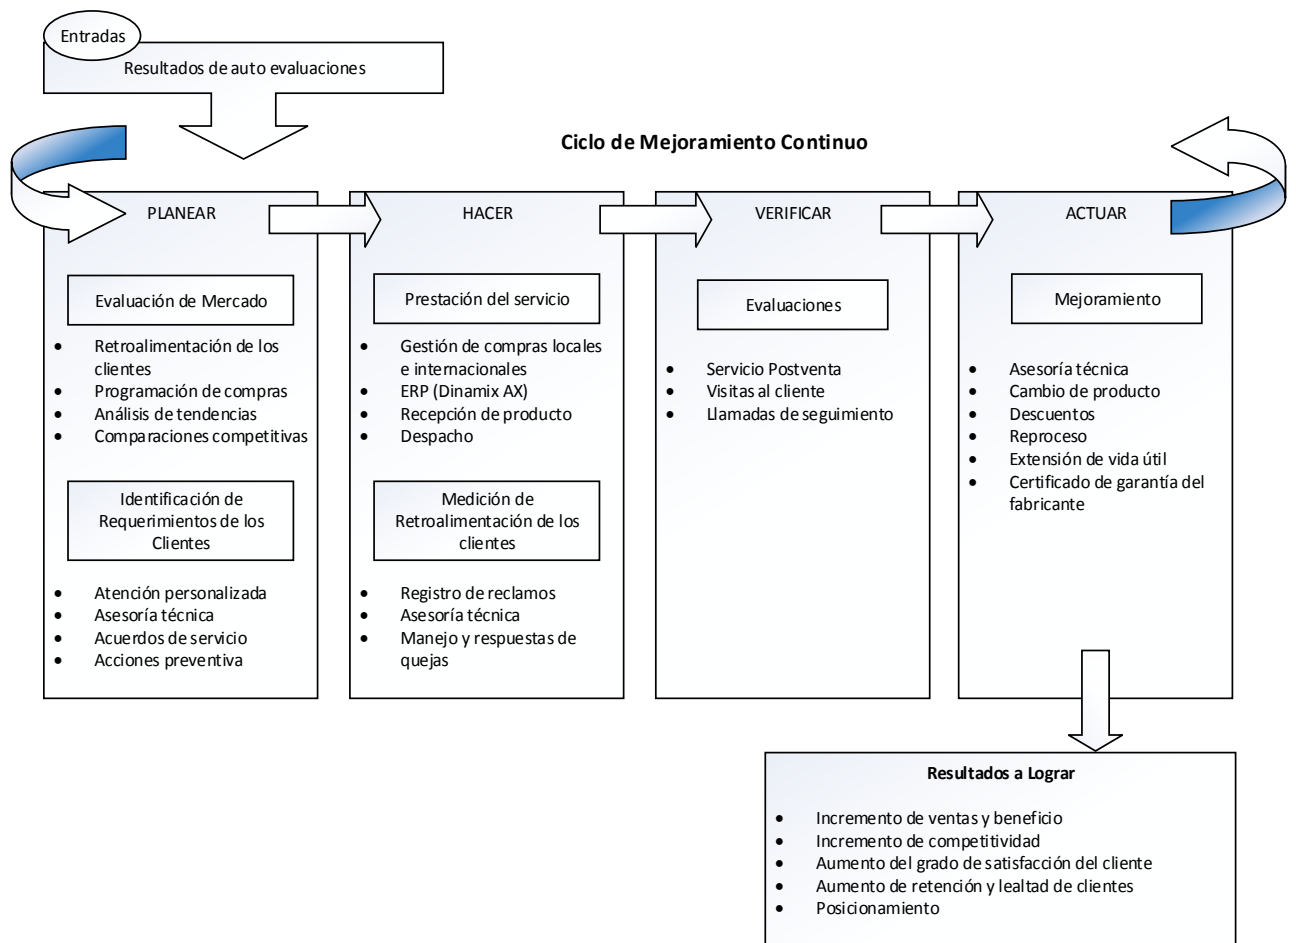 Entradas
Resultados de auto evaluaciones
Ciclo de Mejoramiento Continuo
PLANEAR
Evaluación de Mercado
• Retroalimentación de los
clientes
• Programación de compras
• Análisis de tendencias
• Comparaciones competitivas
Identificación de
Requerimientos de los
Clientes
• Atención personalizada
• Asesoría técnica
• Acuerdos de servicio
• Acciones preventiva
HACER
Prestación del servicio
• Gestión de compras locales
e internacionales
• ERP (Dinamix AX)
• Recepción de producto
• Despacho
Medición de
Retroalimentación de los
clientes
• Registro de reclamos
• Asesoría técnica
• Manejo y respuestas de
quejas
VERIFICAR
Evaluaciones
• Servicio Postventa
• Visitas al cliente
• Llamadas de seguimiento
ACTUAR
Mejoramiento
• Asesoría técnica
• Cambio de producto
• Descuentos
• Reproceso
• Extensión de vida útil
• Certificado de garantía del
fabricante
Resultados a Lograr
• Incremento de ventas y beneficio
• Incremento de competitividad
• Aumento del grado de satisfacción del cliente
• Aumento de retención y lealtad de clientes
• Posicionamiento